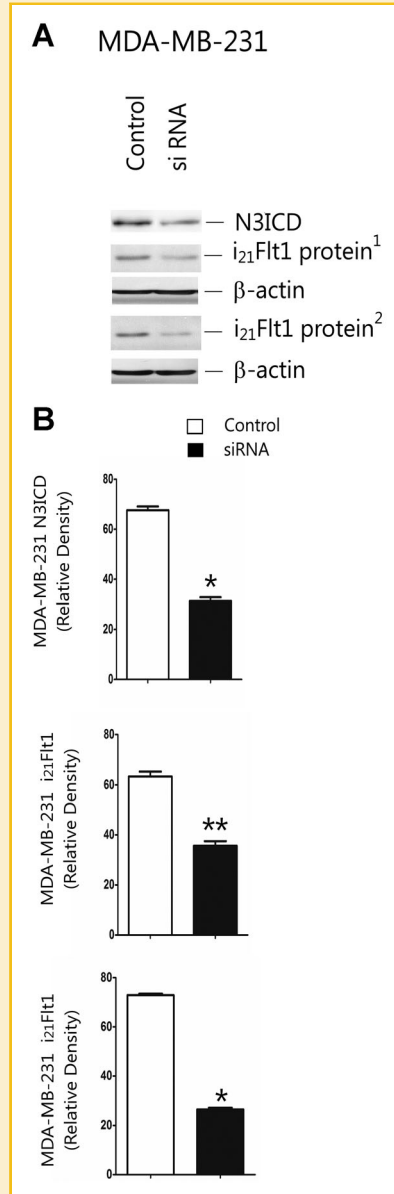 A
MDA-MB-231
Control
si RNA
N3ICD
i₂₁Flt1 protein¹
β-actin
i₂₁Flt1 protein²
β-actin
B
Control
siRNA
MDA-MB-231 N3ICD
(Relative Density)
80
60
40
20
0
*
MDA-MB-231 i₂₁Flt1
(Relative Density)
80
60
40
20
0
**
MDA-MB-231 i₂₁Flt1
(Relative Density)
80
60
40
20
0
*